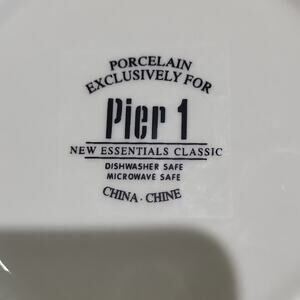 PORCELAIN
EXCLUSIVELY FOR
Pier 1
NEW ESSENTIALS CLASSIC
DISHWASHER SAFE
MICROWAVE SAFE
CHINA · CHINE